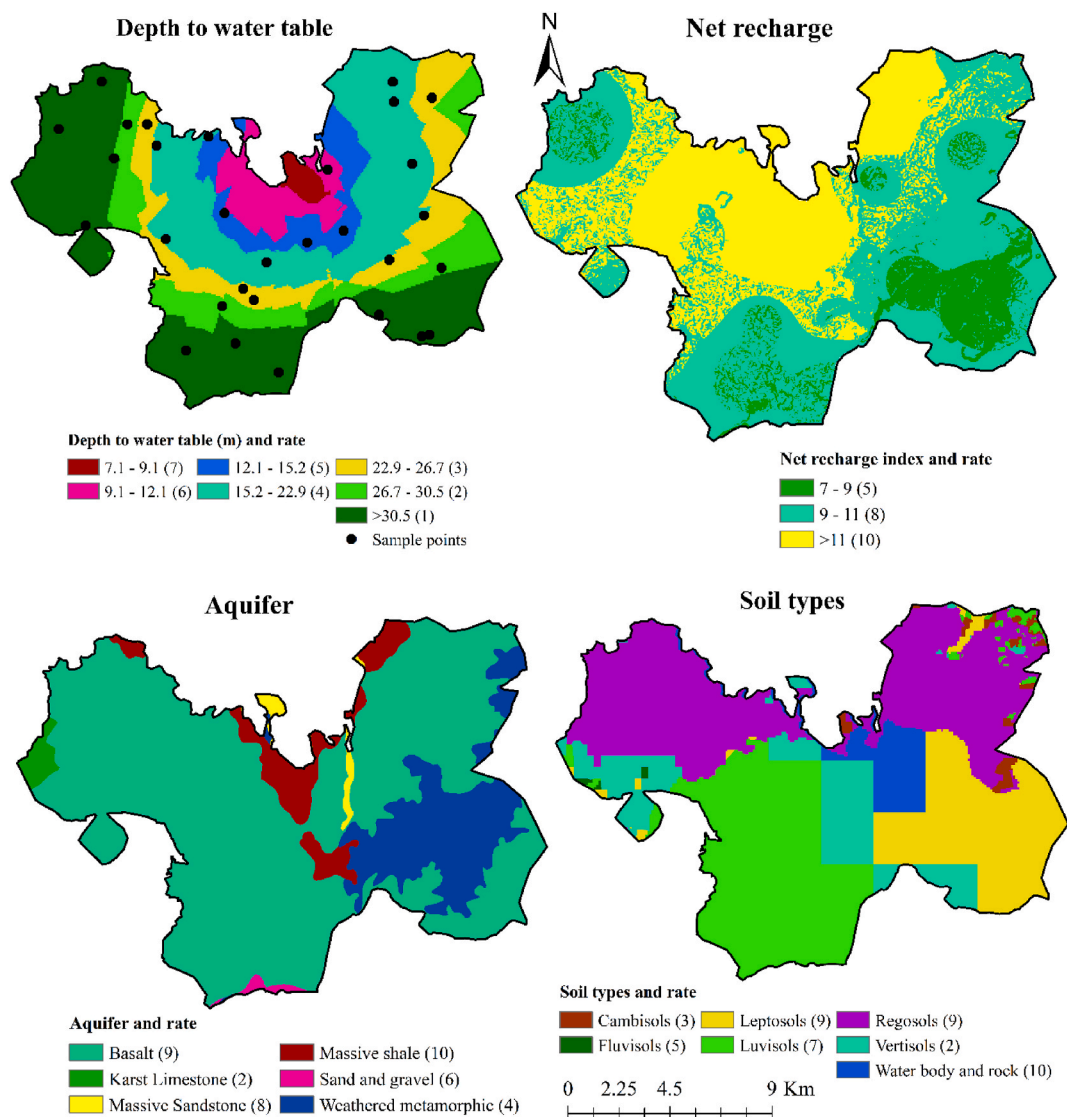 Depth to water table
N
Net recharge
Depth to water table (m) and rate
7.1 - 9.1 (7)
12.1 - 15.2 (5)
22.9 - 26.7 (3)
9.1 - 12.1 (6)
15.2 - 22.9 (4)
26.7 - 30.5 (2)
>30.5 (1)
Sample points
Net recharge index and rate
7 - 9 (5)
9 - 11 (8)
>11 (10)
Aquifer
Soil types
Aquifer and rate
Basalt (9)
Massive shale (10)
Karst Limestone (2)
Sand and gravel (6)
Massive Sandstone (8)
Weathered metamorphic (4)
Soil types and rate
Cambisols (3)
Leptosols (9)
Regosols (9)
Fluvisols (5)
Luvisols (7)
Vertisols (2)
Water body and rock (10)
0 2.25 4.5 9 Km